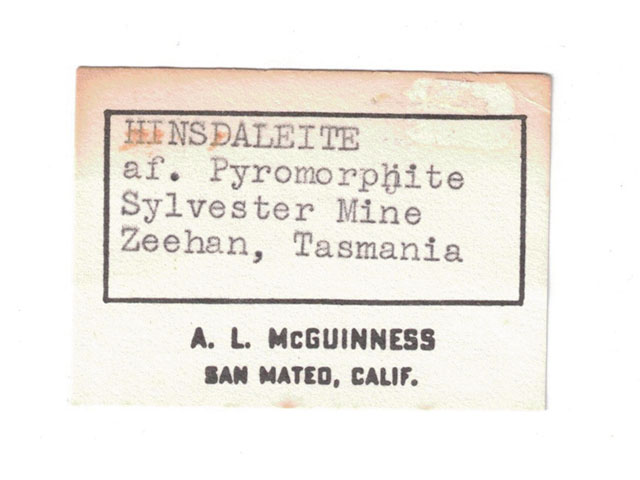 HINSDALEITE
af. Pyromorphite
Sylvester Mine
Zeehan, Tasmania
A. L. McGUINNESS
SAN MATEO, CALIF.